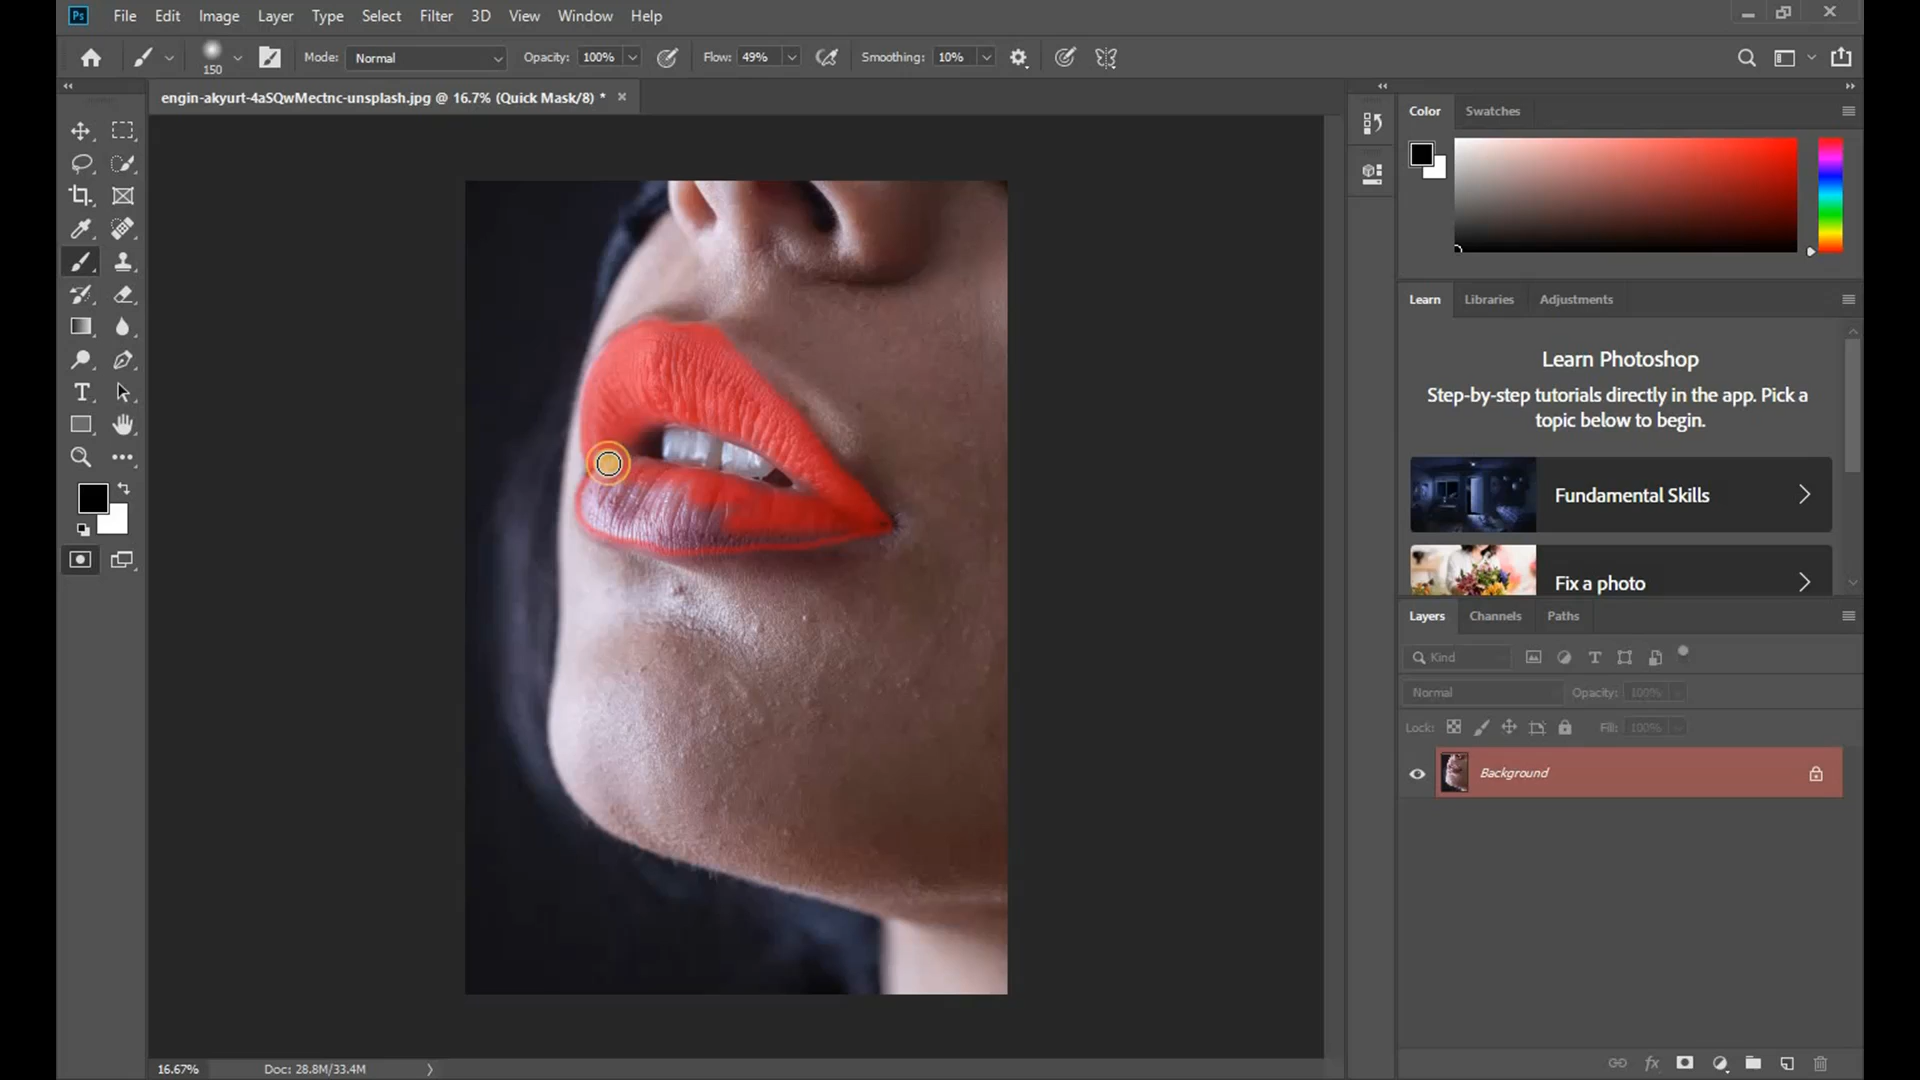 Ps File Edit Image Layer Type Select Filter 3D View Window Help
150 Mode: Normal Opacity: 100% Flow: 49% Smoothing: 10%
engin-akyurt-4aSQwMectnc-unsplash.jpg @ 16.7% (Quick Mask/8) *
Color Swatches
Learn Libraries Adjustments
Learn Photoshop
Step-by-step tutorials directly in the app. Pick a
topic below to begin.
Fundamental Skills
Fix a photo
Layers Channels Paths
Kind
Normal Opacity: 100%
Lock: Fill: 100%
Background
16.67% Doc: 28.8M/33.4M